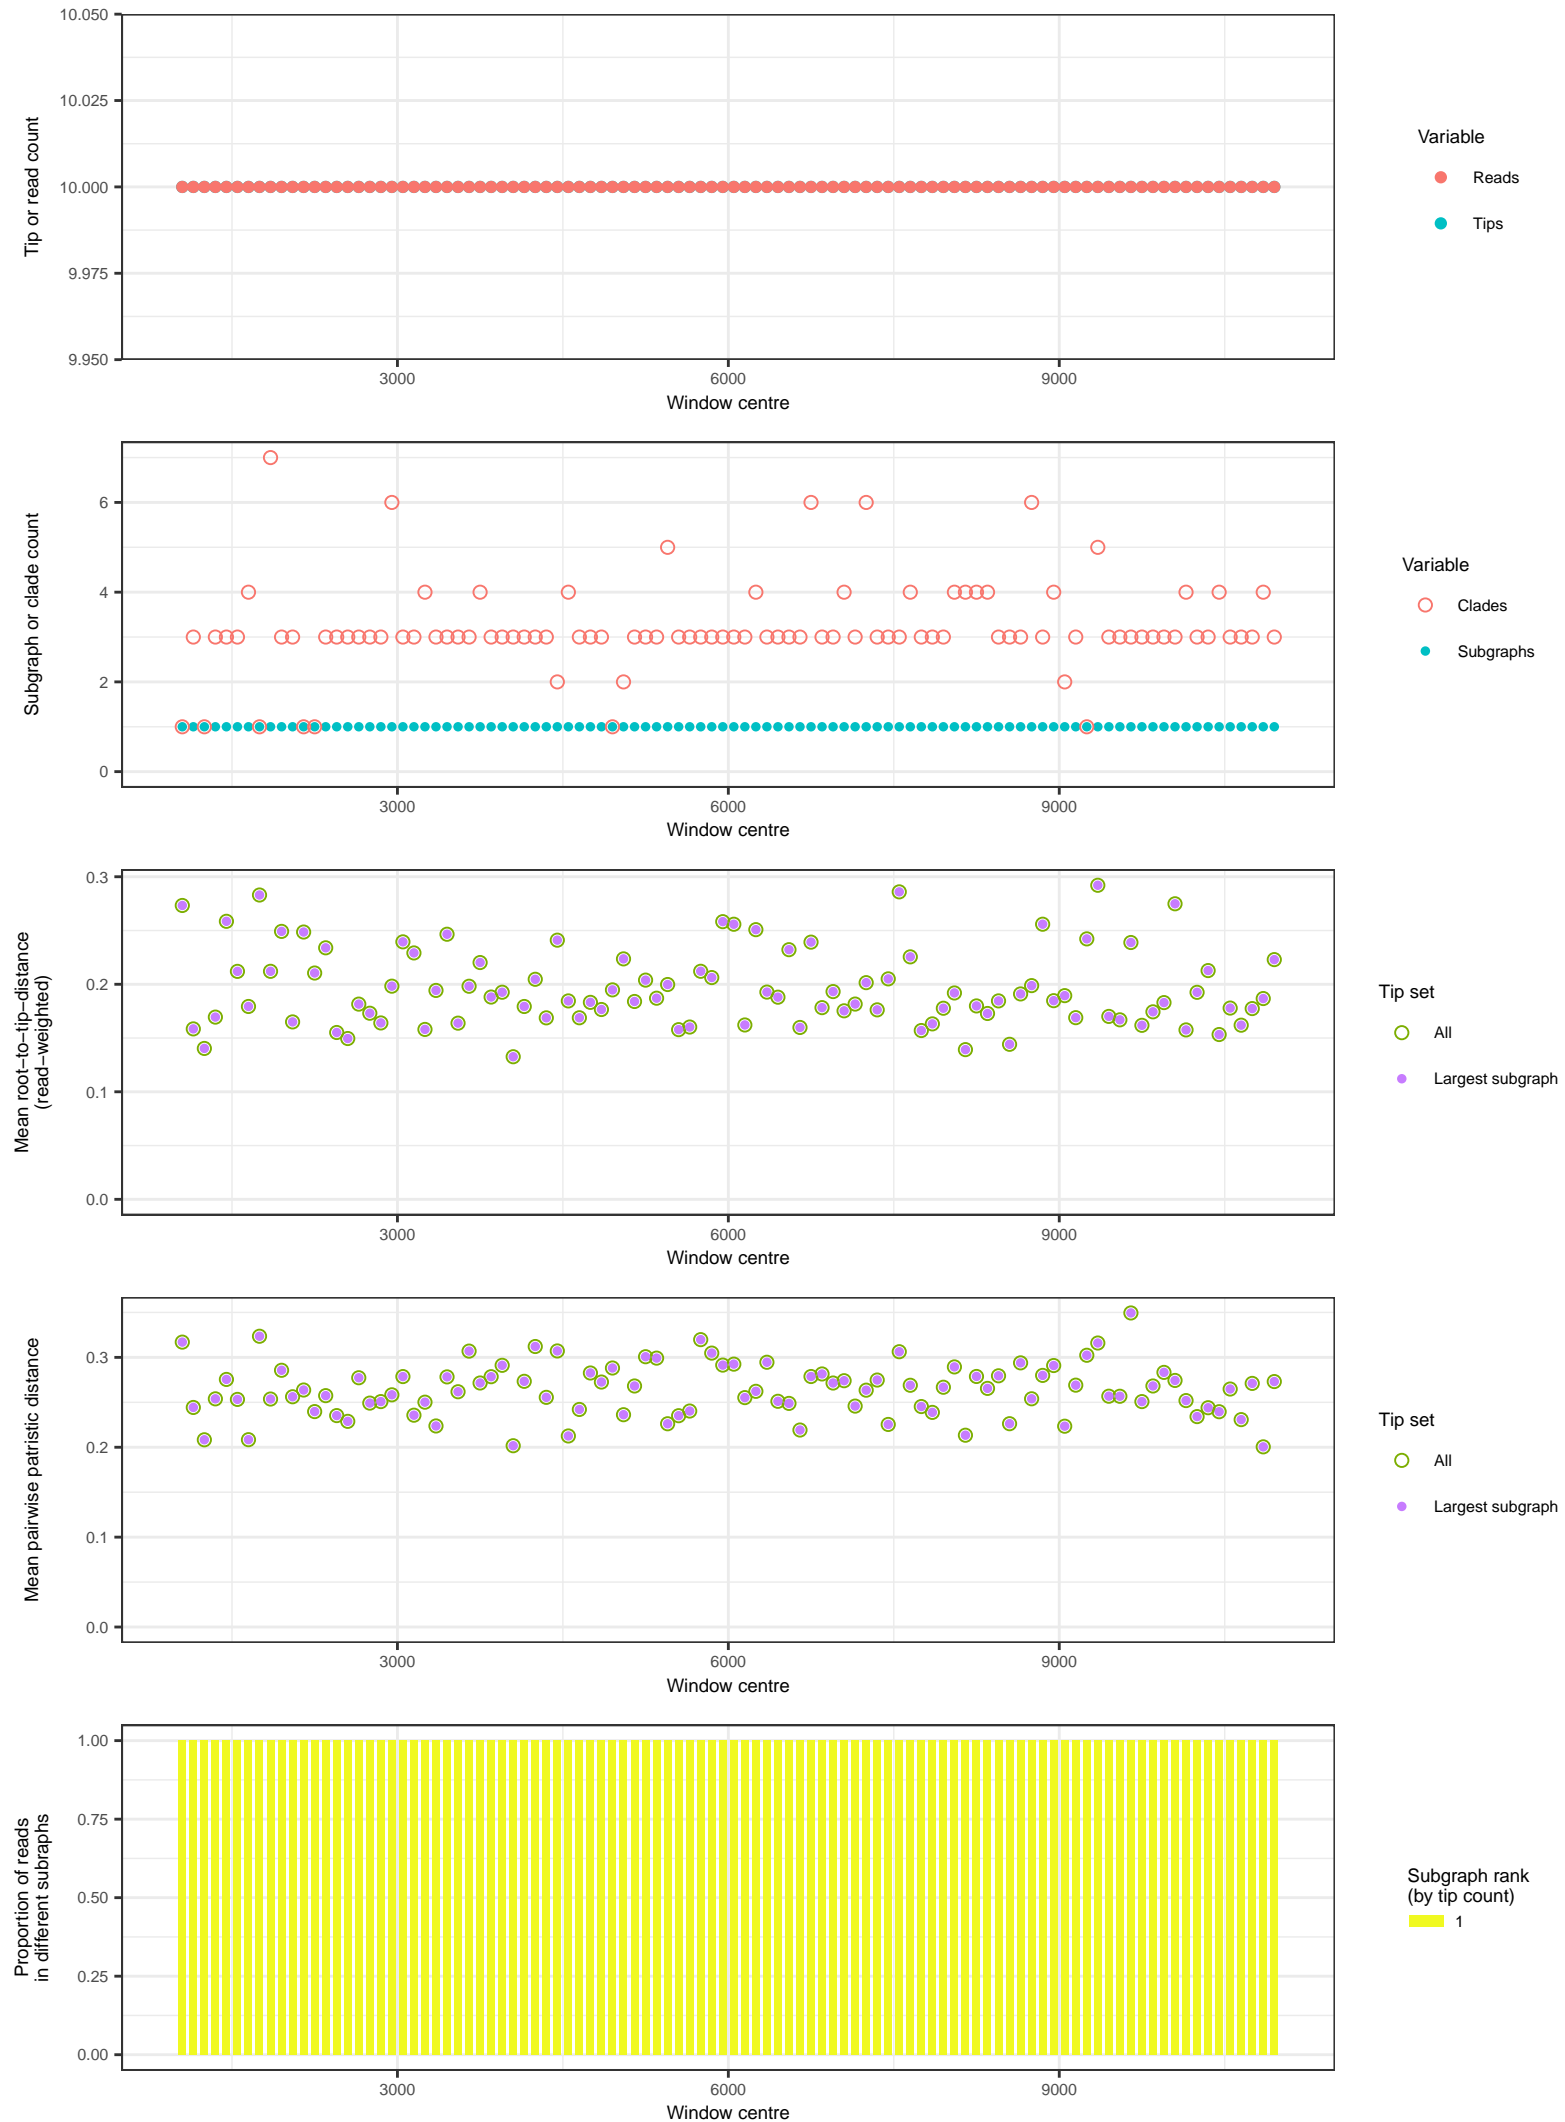 10.050
10.025
10.000
9.975
9.950
Tip or read count
3000
6000
9000
Window centre
Variable
Reads
Tips
6
4
2
0
Subgraph or clade count
3000
6000
9000
Window centre
Variable
Clades
Subgraphs
0.3
0.2
0.1
0.0
Mean root−to−tip−distance
(read−weighted)
3000
6000
9000
Window centre
Tip set
All
Largest subgraph
0.3
0.2
0.1
0.0
Mean pairwise patristic distance
3000
6000
9000
Window centre
Tip set
All
Largest subgraph
1.00
0.75
0.50
0.25
0.00
Proportion of reads
in different subraphs
3000
6000
9000
Window centre
Subgraph rank
(by tip count)
1